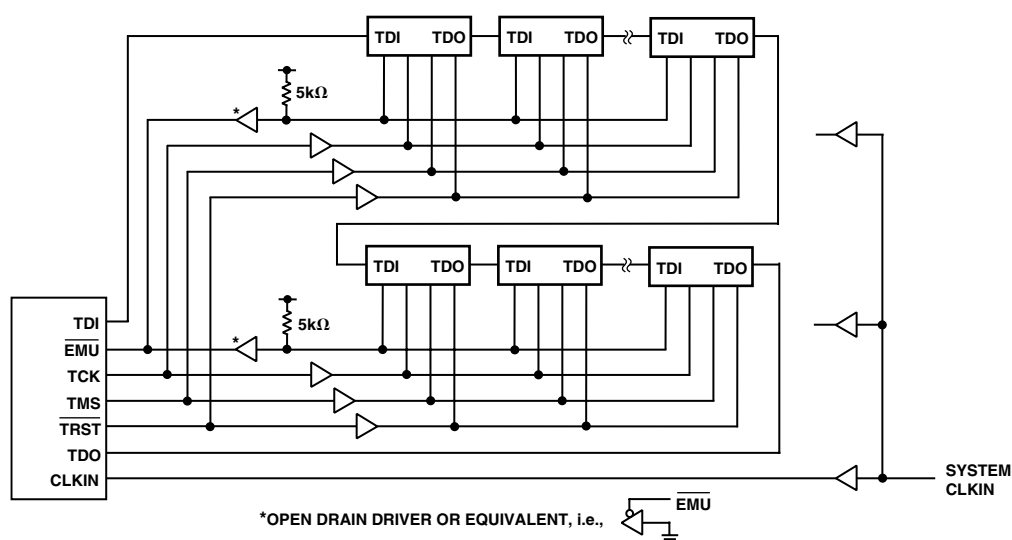 TDI TDO TDI TDO TDI TDO
5kΩ
*
TDI TDO TDI TDO TDI TDO
5kΩ
*
TDI
EMU
TCK
TMS
TRST
TDO
CLKIN
SYSTEM
CLKIN
*OPEN DRAIN DRIVER OR EQUIVALENT, i.e.,
EMU